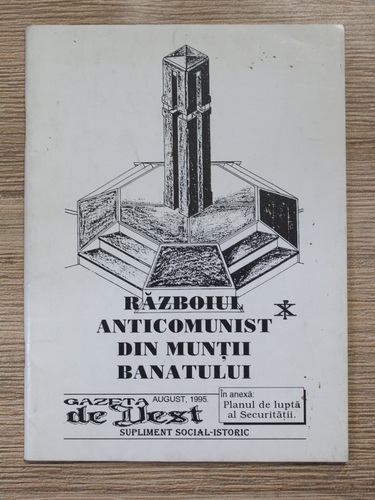 RĂZBOIUL
ANTICOMUNIST
DIN MUNȚII
BANATULUI
GAZETA
de Vest
AUGUST, 1995.
SUPLIMENT SOCIAL-ISTORIC
În anexă:
Planul de luptă
al Securității.